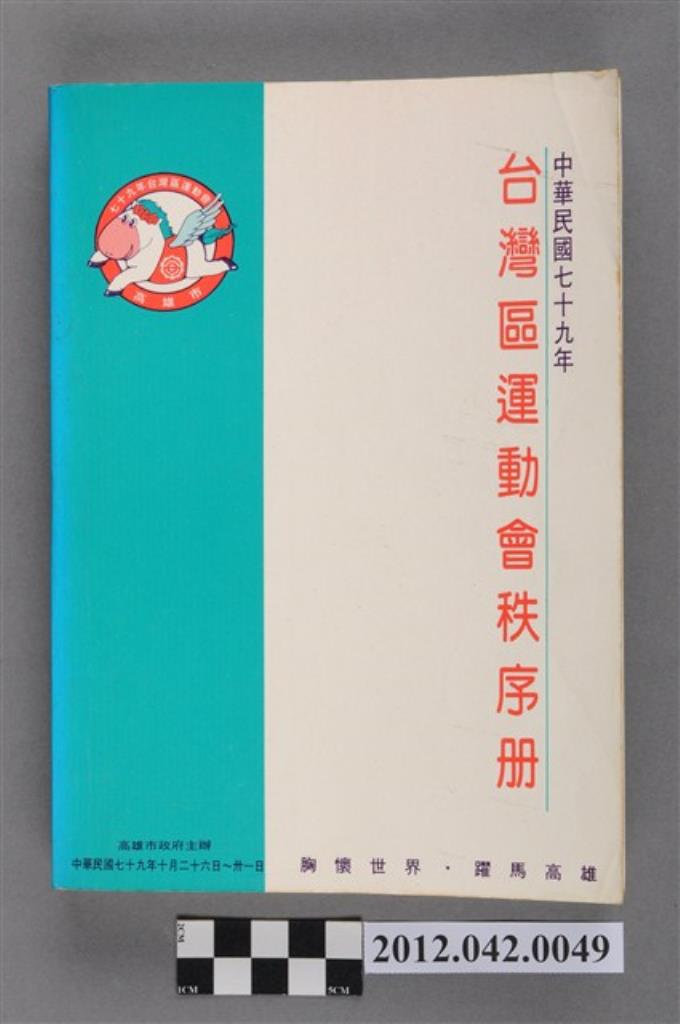 中華民國七十九年
台灣區運動會秩序册
七十九年台灣區運動會
高雄市
高雄市政府主辦
中華民國七十九年十月二十六日～卅一日
胸懷世界・躍馬高雄
2CM
1CM
5CM
2012.042.0049